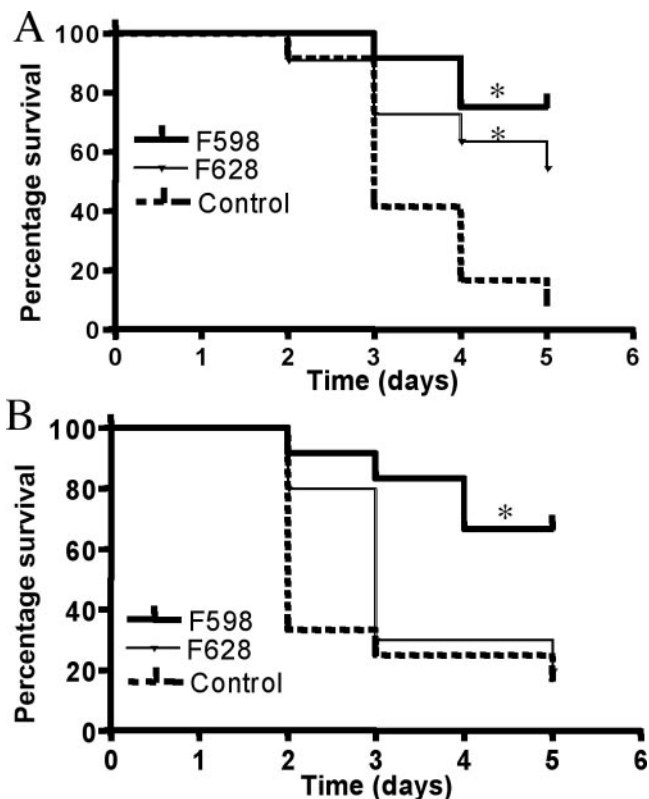 A
100
80
60
40
20
0
Percentage survival
*
*
F598
F628
Control
0 1 2 3 4 5 6
Time (days)
B
100
80
60
40
20
0
Percentage survival
*
F598
F628
Control
0 1 2 3 4 5 6
Time (days)